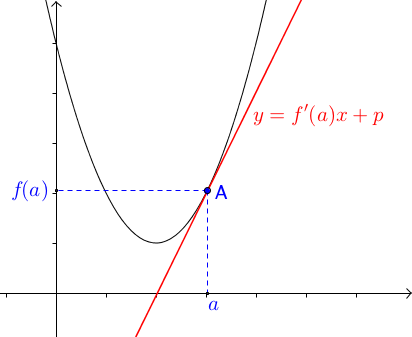 y = f′(a)x + p
f(a)
A
a